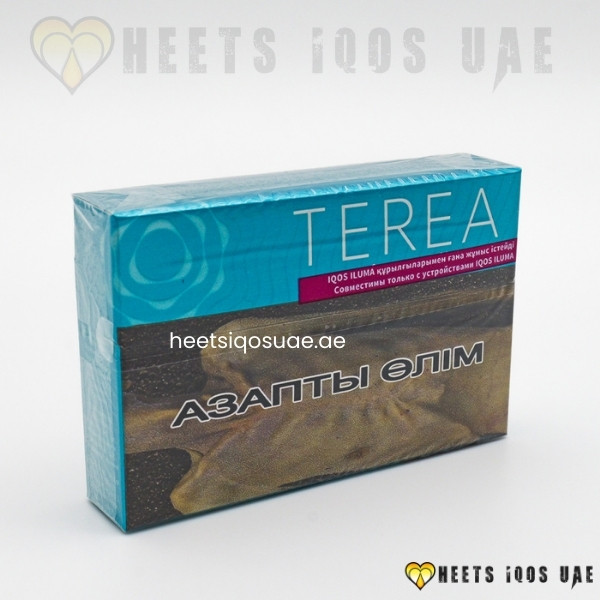 HEETS iQOS UAE
TEREA
IQOS ILUMA құрылғыларымен ғана жұмыс істейді
Совместимы только с устройствами IQOS ILUMA
heetsiqosuae.ae
АЗАПТЫ ӨЛІМ
HEETS iQOS UAE